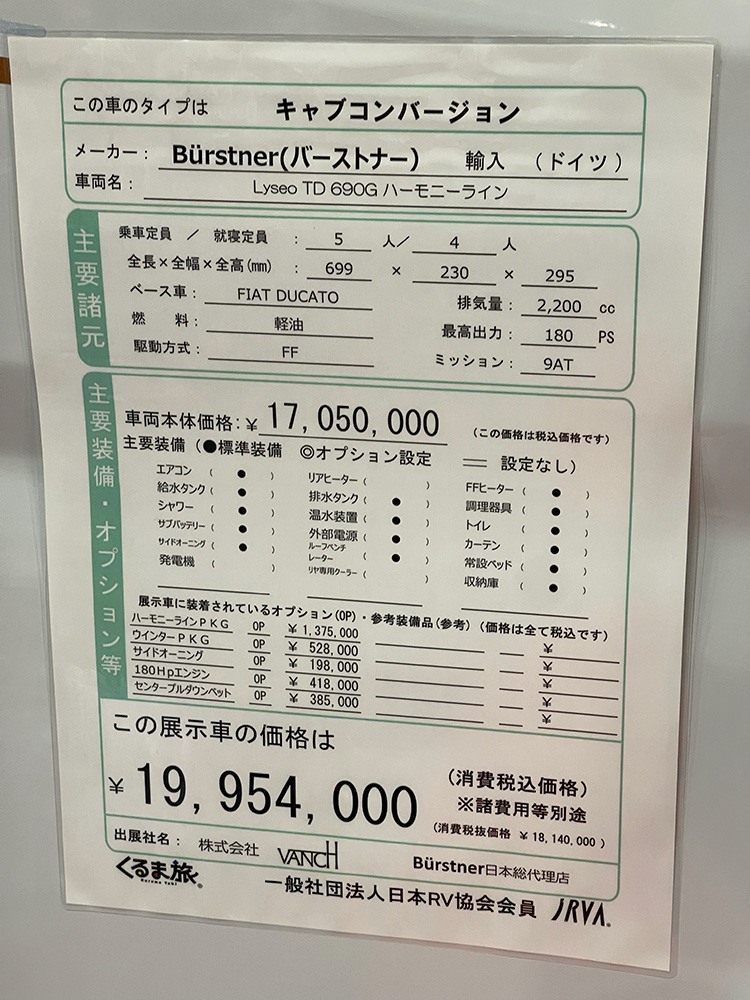 この車のタイプは キャブコンバージョン
メーカー： Bürstner(バーストナー) 輸入 （ドイツ）
車両名： Lyseo TD 690G ハーモニーライン
主要諸元
乗車定員 ／ 就寝定員 ： 5 人／ 4 人
全長×全幅×全高(mm) ： 699 × 230 × 295
ベース車： FIAT DUCATO 排気量： 2,200 cc
燃 料： 軽油 最高出力： 180 PS
駆動方式： FF ミッション： 9AT
主要装備・オプション等
車両本体価格：￥ 17,050,000 （この価格は税込価格です）
主要装備（●標準装備 ◎オプション設定 ＝ 設定なし）
エアコン （ ● ） リアヒーター（ ） FFヒーター（ ● ）
給水タンク（ ● ） 排水タンク（ ● ） 調理器具（ ● ）
シャワー （ ● ） 温水装置（ ● ） トイレ（ ● ）
サブバッテリー（ ● ） 外部電源（ ● ） カーテン（ ● ）
サイドオーニング（ ● ） ルーフベンチレーター（ ● ） 常設ベッド（ ● ）
発電機 （ ） リヤ専用クーラー（ ） 収納庫（ ● ）
展示車に装着されているオプション(OP)・参考装備品(参考)（価格は全て税込です）
ハーモニーラインＰＫＧ OP ￥ 1,375,000 ￥
ウインターＰＫＧ OP ￥ 528,000 ￥
サイドオーニング OP ￥ 198,000 ￥
180Ｈｐエンジン OP ￥ 418,000 ￥
センタープルダウンベット OP ￥ 385,000 ￥
この展示車の価格は
￥19,954,000 （消費税込価格）
※諸費用等別途
（消費税抜価格 ￥18,140,000 ）
出展社名： 株式会社 VANCH Bürstner日本総代理店
くるま旅 Kuruma Tabi 一般社団法人日本RV協会会員 JRVA